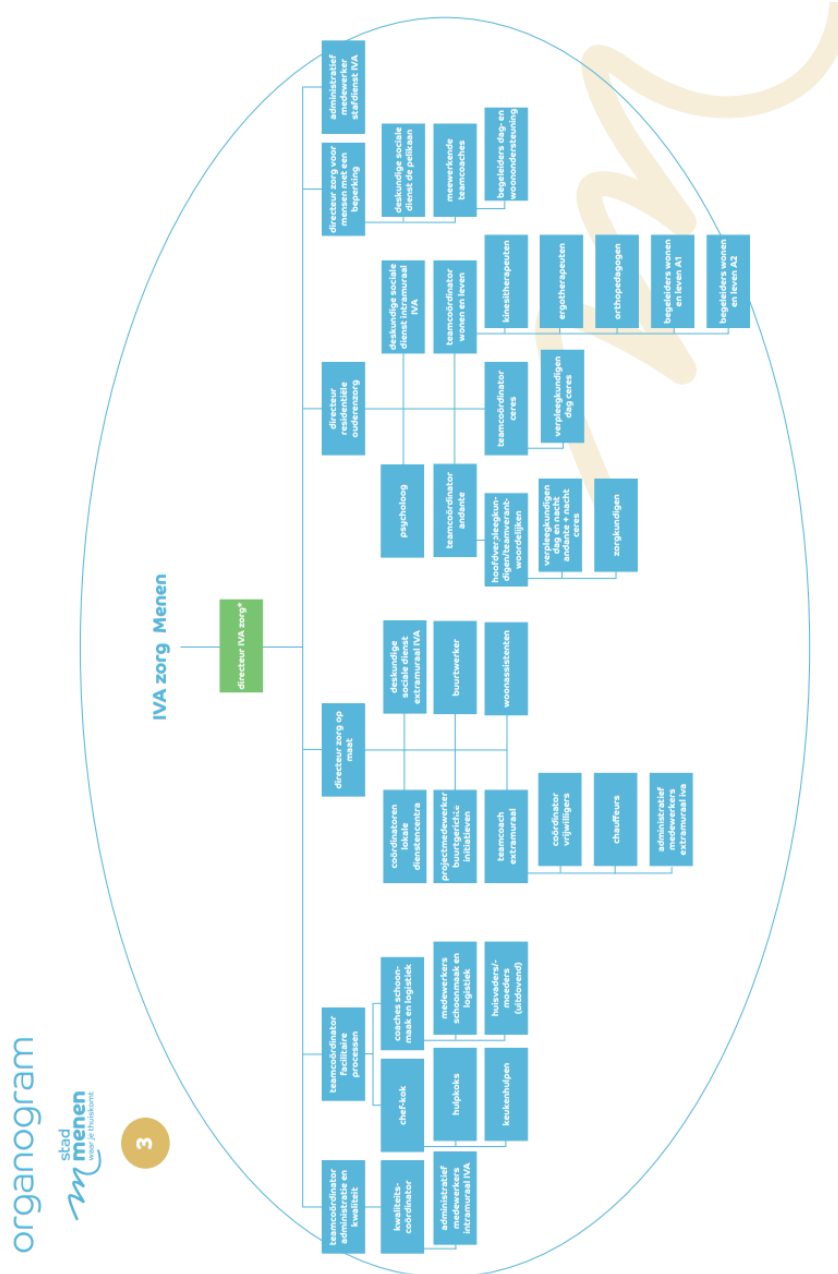 organogram
stad
menen
waar je thuiskomt
3
IVA zorg Menen
directeur IVA zorg*
teamcoördinator
administratie en
kwaliteit
kwaliteits-
coördinator
administratief
medewerkers
intramuraal IVA
teamcoördinator
facilitaire
processen
chef-kok
hulpkoks
keukenhulpen
coaches schoon-
maak en logistiek
medewerkers
schoonmaak en
logistiek
huisvaders/-
moeders
(uitdovend)
directeur zorg op
maat
coördinatoren
lokale
dienstencentra
deskundige
sociale dienst
extramuraal IVA
projectmedewerker
buurtgerichte
initiatieven
buurtwerker
teamcoach
extramuraal
woonassistenten
coördinator
vrijwilligers
chauffeurs
administratief
medewerkers
extramuraal iva
directeur
residentiële
ouderenzorg
psycholoog
deskundige sociale
dienst intramuraal
IVA
teamcoördinator
andante
teamcoördinator
wonen en leven
hoofdverpleegkun-
digen/teamverant-
woordelijken
verpleegkundigen
dag en nacht
andante + nacht
ceres
zorgkundigen
teamcoördinator
ceres
verpleegkundigen
dag ceres
kinesitherapeuten
ergotherapeuten
orthopedagogen
begeleiders wonen
en leven A1
begeleiders wonen
en leven A2
directeur zorg voor
mensen met een
beperking
deskundige sociale
dienst de pelikaan
meewerkende
teamcoaches
begeleiders dag- en
woonondersteuning
administratief
medewerker
stafdienst IVA